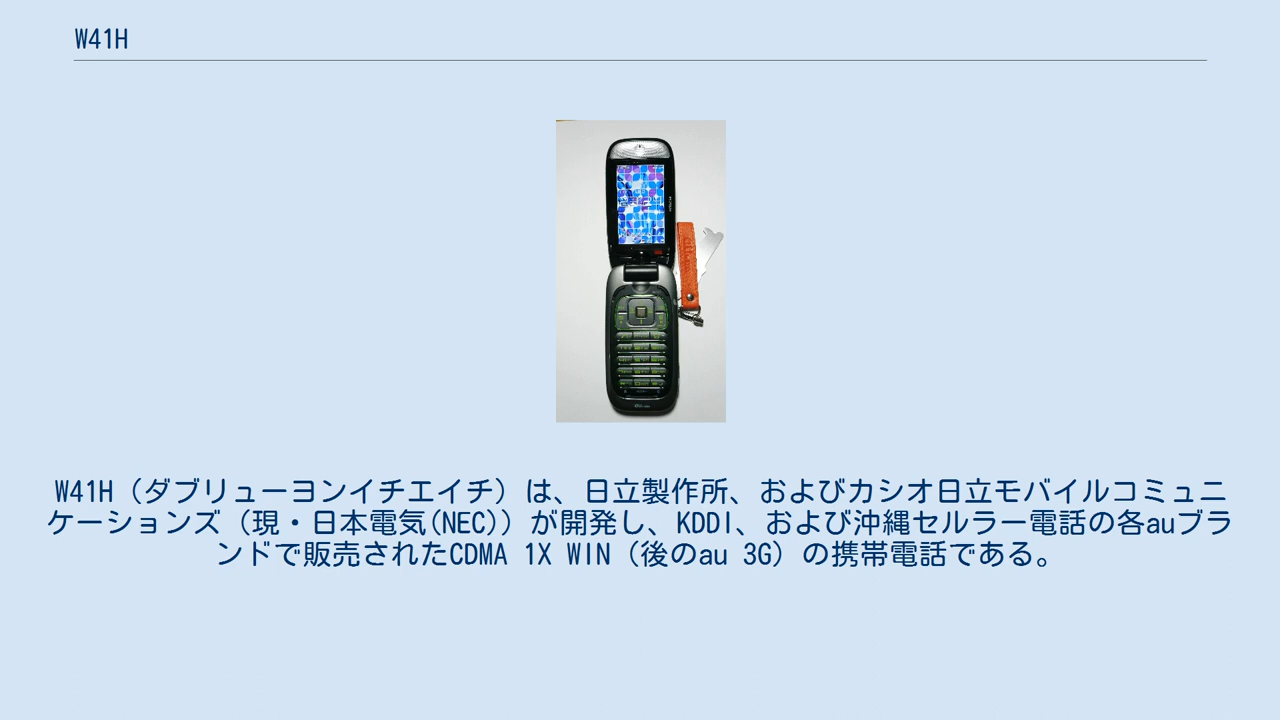 W41H
W41H（ダブリューヨンイチエイチ）は、日立製作所、およびカシオ日立モバイルコミュニ
ケーションズ（現・日本電気(NEC)）が開発し、KDDI、および沖縄セルラー電話の各auブラ
ンドで販売されたCDMA 1X WIN（後のau 3G）の携帯電話である。